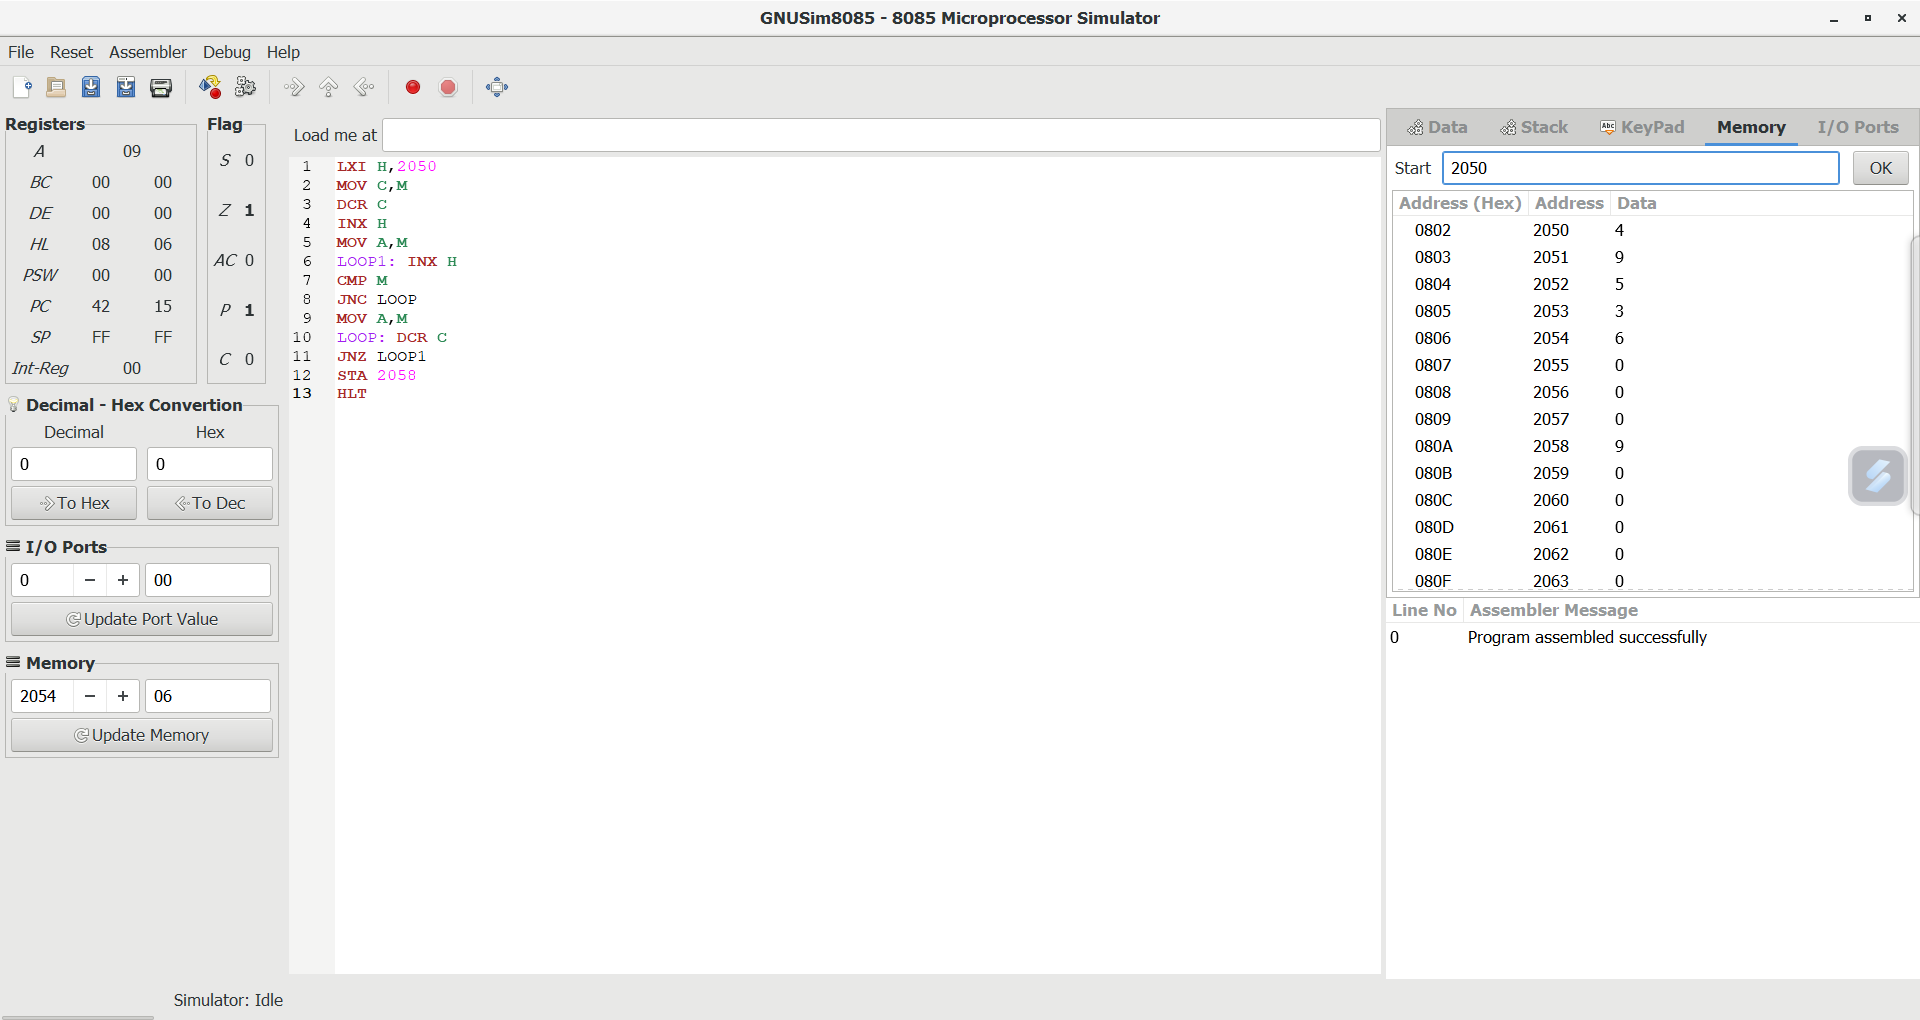 GNUSim8085 - 8085 Microprocessor Simulator
File Reset Assembler Debug Help
Registers
A 09
BC 00 00
DE 00 00
HL 08 06
PSW 00 00
PC 42 15
SP FF FF
Int-Reg 00
Flag
S 0
Z 1
AC 0
P 1
C 0
Decimal - Hex Convertion
Decimal Hex
0 0
To Hex To Dec
I/O Ports
0 − + 00
Update Port Value
Memory
2054 − + 06
Update Memory
Load me at
1 LXI H,2050
2 MOV C,M
3 DCR C
4 INX H
5 MOV A,M
6 LOOP1: INX H
7 CMP M
8 JNC LOOP
9 MOV A,M
10 LOOP: DCR C
11 JNZ LOOP1
12 STA 2058
13 HLT
Data Stack Abc KeyPad Memory I/O Ports
Start 2050 OK
Address (Hex) Address Data
0802 2050 4
0803 2051 9
0804 2052 5
0805 2053 3
0806 2054 6
0807 2055 0
0808 2056 0
0809 2057 0
080A 2058 9
080B 2059 0
080C 2060 0
080D 2061 0
080E 2062 0
080F 2063 0
Line No Assembler Message
0 Program assembled successfully
Simulator: Idle